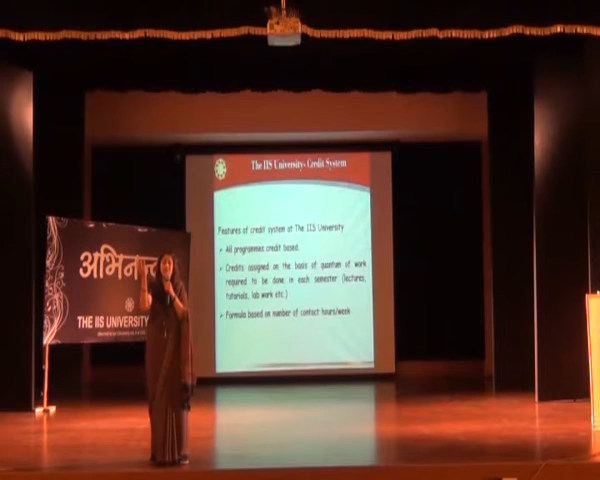 The IIS University- Credit System
Features of credit system at The IIS University
All programmes credit based.
Credits assigned on the basis of quantum of work
required to be done in each semester (lectures,
tutorials, lab work etc.)
Formula based on number of contact hours/week
THE IIS UNIVERSITY